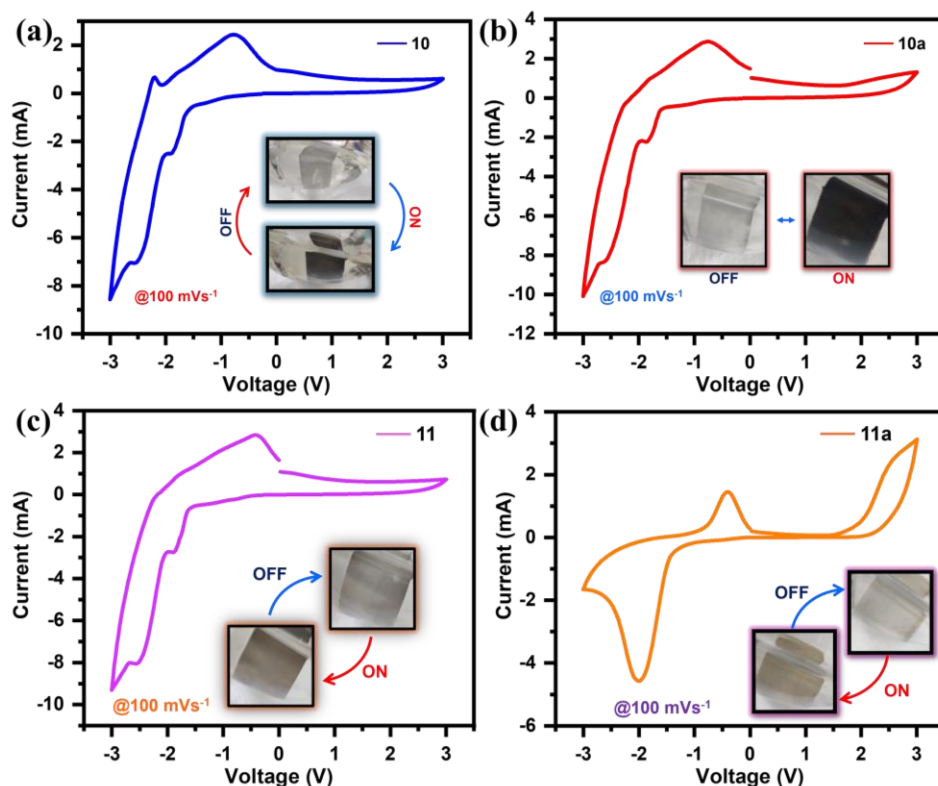 (a)
10
Current (mA)
2
0
-2
-4
-6
-8
-10
OFF
ON
@100 mVs⁻¹
-3 -2 -1 0 1 2 3
Voltage (V)
(b)
10a
Current (mA)
4
2
0
-2
-4
-6
-8
-10
-12
OFF ON
@100 mVs⁻¹
-3 -2 -1 0 1 2 3
Voltage (V)
(c)
11
Current (mA)
4
2
0
-2
-4
-6
-8
-10
OFF
ON
@100 mVs⁻¹
-3 -2 -1 0 1 2 3
Voltage (V)
(d)
11a
Current (mA)
4
2
0
-2
-4
-6
OFF
ON
@100 mVs⁻¹
-3 -2 -1 0 1 2 3
Voltage (V)